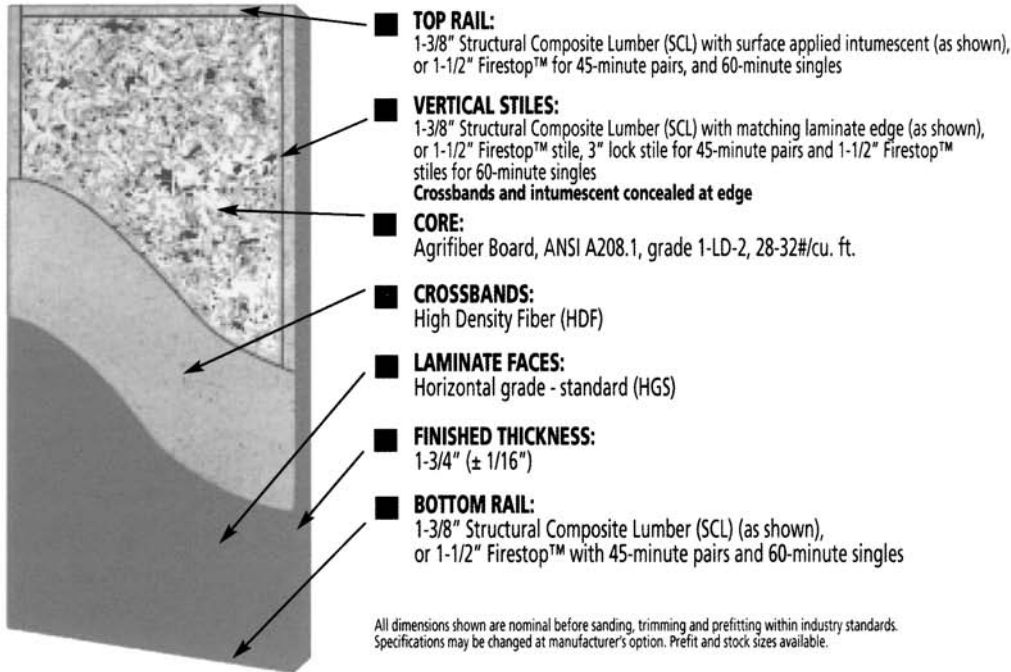 TOP RAIL:
1-3/8" Structural Composite Lumber (SCL) with surface applied intumescent (as shown),
or 1-1/2" Firestop™ for 45-minute pairs, and 60-minute singles
VERTICAL STILES:
1-3/8" Structural Composite Lumber (SCL) with matching laminate edge (as shown),
or 1-1/2" Firestop™ stile, 3" lock stile for 45-minute pairs and 1-1/2" Firestop™
stiles for 60-minute singles
Crossbands and intumescent concealed at edge
CORE:
Agrifiber Board, ANSI A208.1, grade 1-LD-2, 28-32#/cu. ft.
CROSSBANDS:
High Density Fiber (HDF)
LAMINATE FACES:
Horizontal grade - standard (HGS)
FINISHED THICKNESS:
1-3/4" (± 1/16")
BOTTOM RAIL:
1-3/8" Structural Composite Lumber (SCL) (as shown),
or 1-1/2" Firestop™ with 45-minute pairs and 60-minute singles
All dimensions shown are nominal before sanding, trimming and prefitting within industry standards.
Specifications may be changed at manufacturer's option. Prefit and stock sizes available.